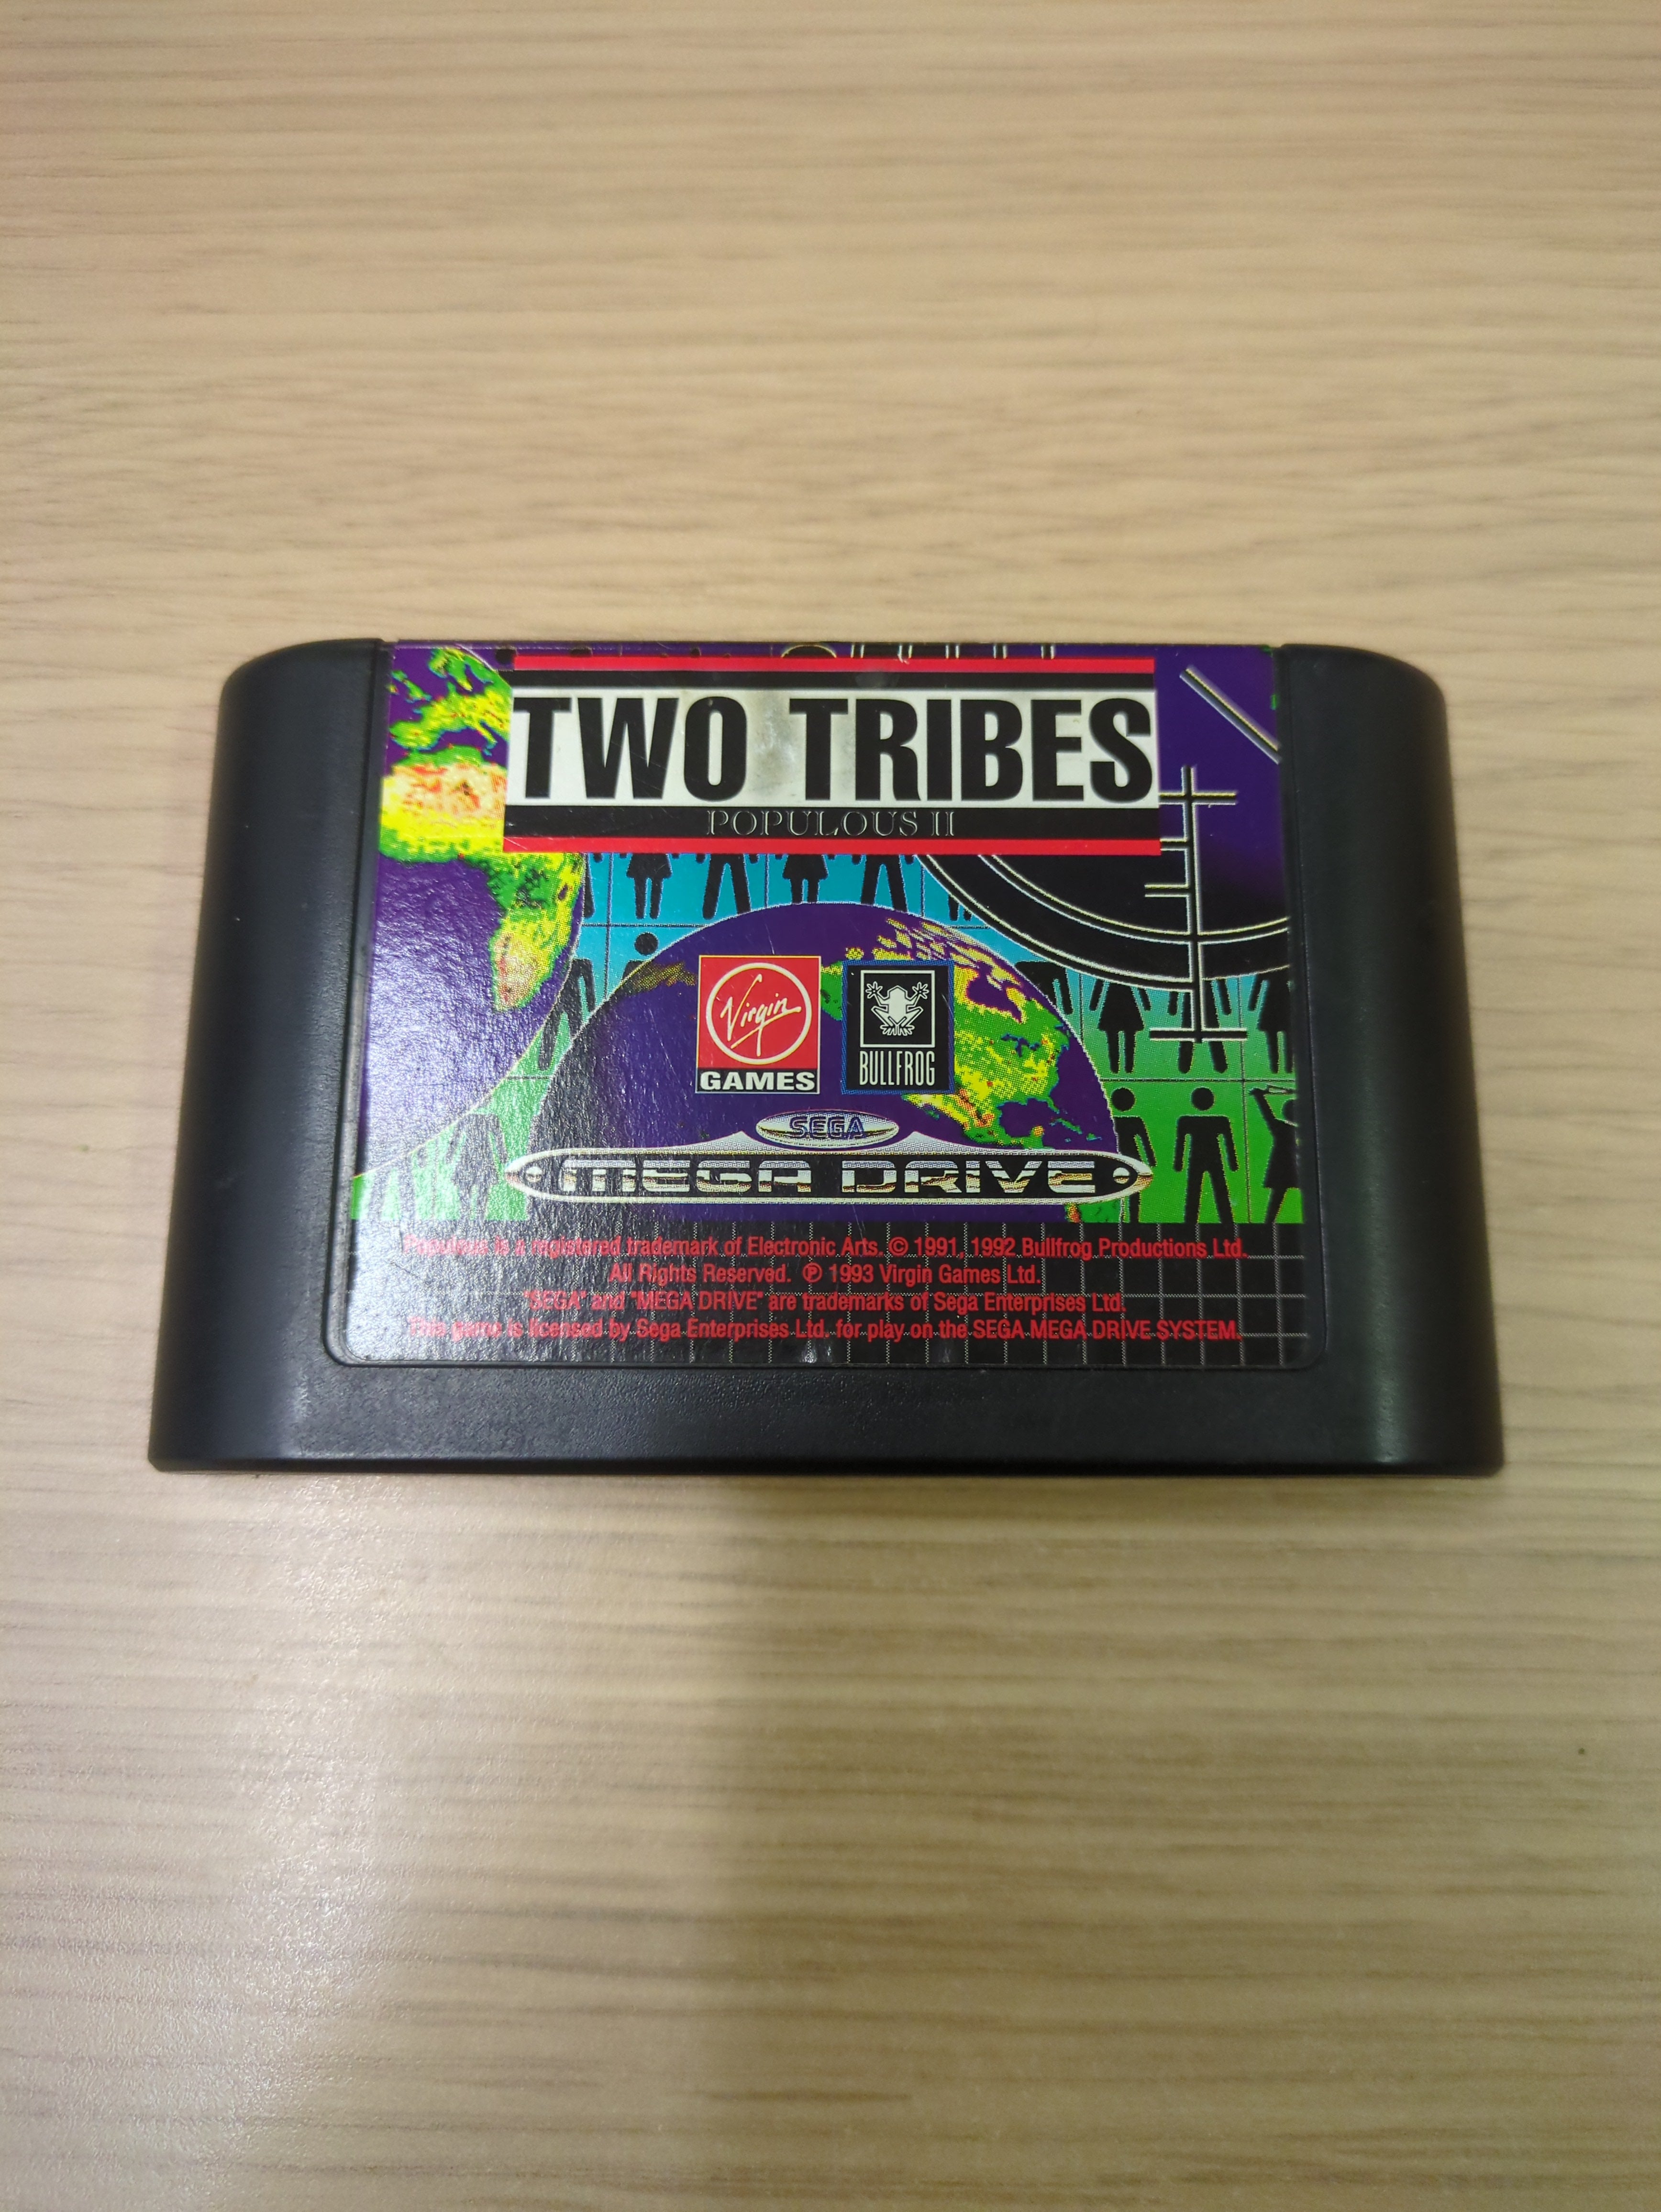 TWO TRIBES
POPULOUS II
Virgin
GAMES
BULLFROG
SEGA
MEGA DRIVE
Populous is a registered trademark of Electronic Arts. © 1991, 1992 Bullfrog Productions Ltd.
All Rights Reserved. ℗ 1993 Virgin Games Ltd.
"SEGA" and "MEGA DRIVE" are trademarks of Sega Enterprises Ltd.
This game is licensed by Sega Enterprises Ltd. for play on the SEGA MEGA DRIVE SYSTEM.